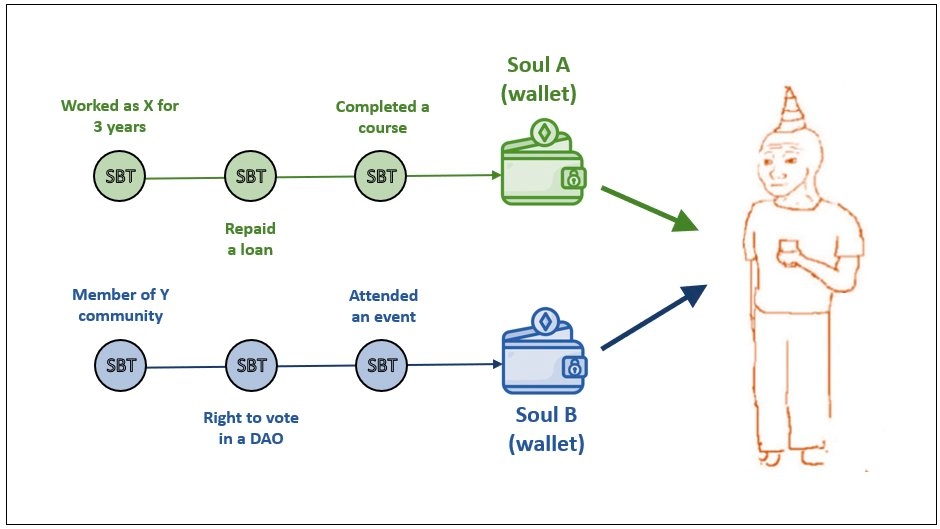 Soul A
(wallet)
Worked as X for
3 years
Completed a
course
SBT
SBT
SBT
Repaid
a loan
Member of Y
community
Attended
an event
SBT
SBT
SBT
Right to vote
in a DAO
Soul B
(wallet)